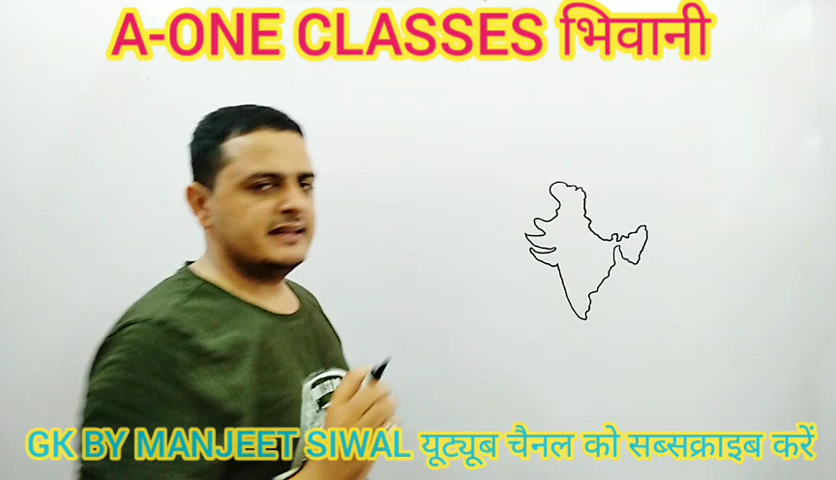 A-ONE CLASSES भिवानी
GK BY MANJEET SIWAL यूट्यूब चैनल को सब्सक्राइब करें